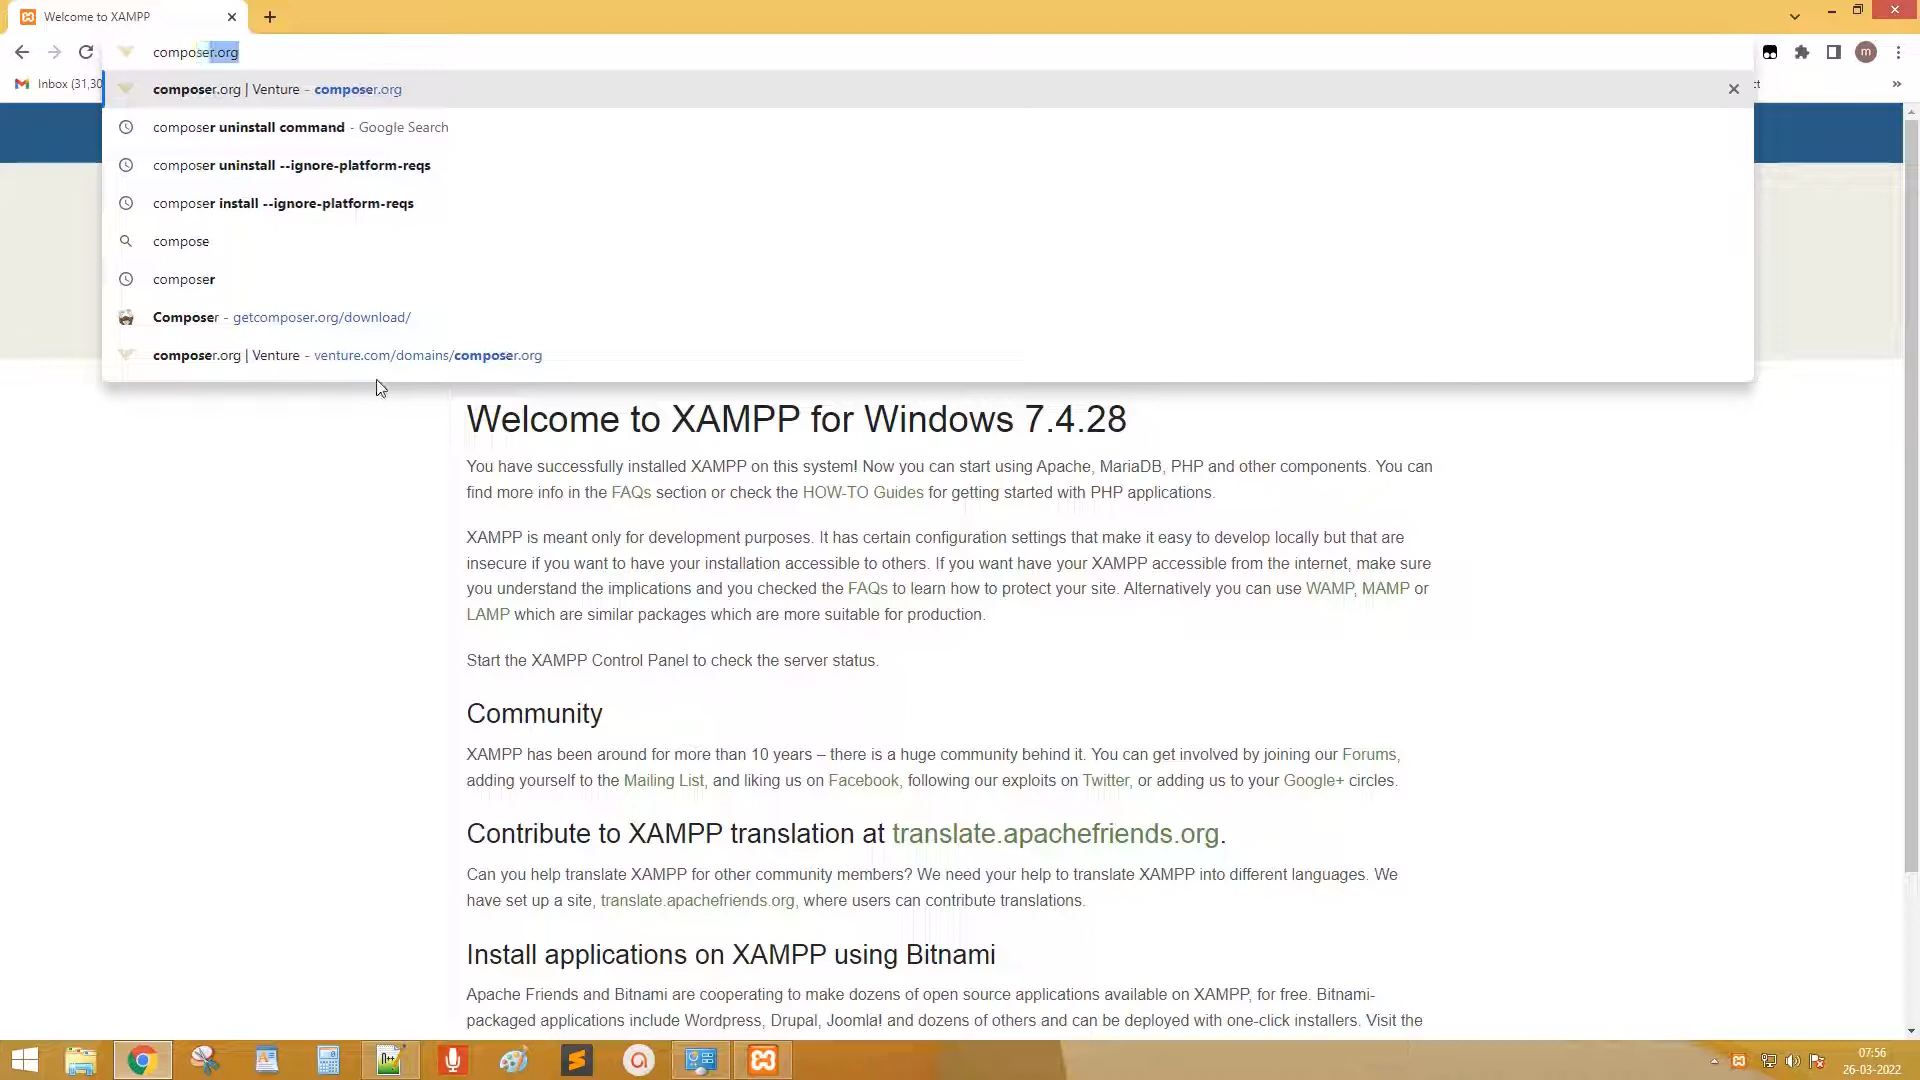 Welcome to XAMPP
composer.org
m
Inbox (31,30
ct
»
composer.org | Venture - composer.org
composer uninstall command - Google Search
composer uninstall --ignore-platform-reqs
composer install --ignore-platform-reqs
compose
composer
Composer - getcomposer.org/download/
composer.org | Venture - venture.com/domains/composer.org
Welcome to XAMPP for Windows 7.4.28
You have successfully installed XAMPP on this system! Now you can start using Apache, MariaDB, PHP and other components. You can
find more info in the FAQs section or check the HOW-TO Guides for getting started with PHP applications.
XAMPP is meant only for development purposes. It has certain configuration settings that make it easy to develop locally but that are
insecure if you want to have your installation accessible to others. If you want have your XAMPP accessible from the internet, make sure
you understand the implications and you checked the FAQs to learn how to protect your site. Alternatively you can use WAMP, MAMP or
LAMP which are similar packages which are more suitable for production.
Start the XAMPP Control Panel to check the server status.
Community
XAMPP has been around for more than 10 years – there is a huge community behind it. You can get involved by joining our Forums,
adding yourself to the Mailing List, and liking us on Facebook, following our exploits on Twitter, or adding us to your Google+ circles.
Contribute to XAMPP translation at translate.apachefriends.org.
Can you help translate XAMPP for other community members? We need your help to translate XAMPP into different languages. We
have set up a site, translate.apachefriends.org, where users can contribute translations.
Install applications on XAMPP using Bitnami
Apache Friends and Bitnami are cooperating to make dozens of open source applications available on XAMPP, for free. Bitnami-
packaged applications include Wordpress, Drupal, Joomla! and dozens of others and can be deployed with one-click installers. Visit the
07:56
26-03-2022